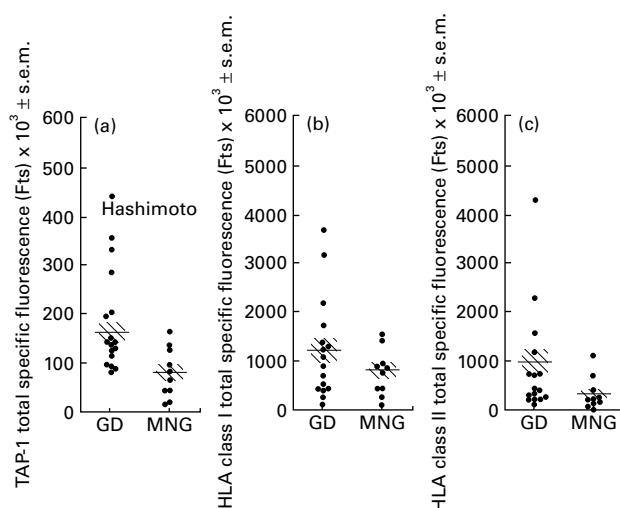 TAP-1 total specific fluorescence (Fts) x 10³ ± s.e.m.
600
500
400
300
200
100
0
(a)
Hashimoto
GD MNG
HLA class I total specific fluorescence (Fts) x 10³ ± s.e.m.
6000
5000
4000
3000
2000
1000
0
(b)
GD MNG
HLA class II total specific fluorescence (Fts) x 10³ ± s.e.m.
6000
5000
4000
3000
2000
1000
0
(c)
GD MNG